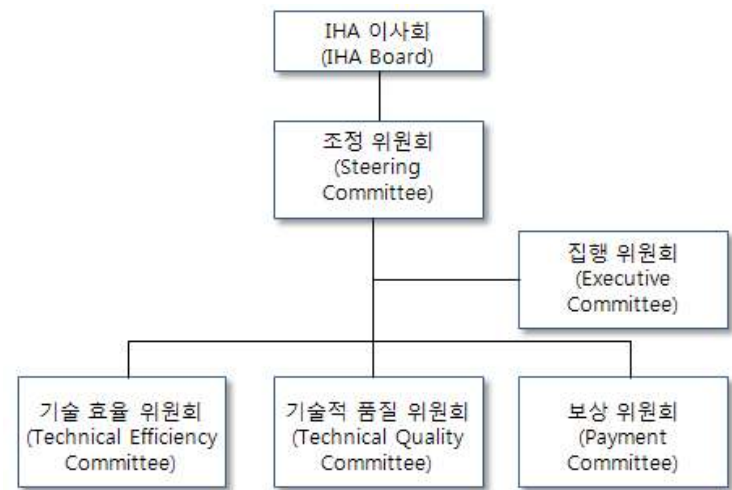 IHA 이사회
(IHA Board)
조정 위원회
(Steering
Committee)
집행 위원회
(Executive
Committee)
기술 효율 위원회
(Technical Efficiency
Committee)
기술적 품질 위원회
(Technical Quality
Committee)
보상 위원회
(Payment
Committee)